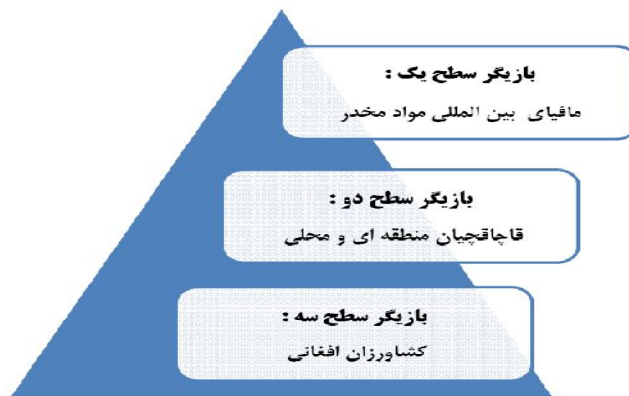 بازیگر سطح یک :
مافیای بین المللی مواد مخدر
بازیگر سطح دو :
قاچاقچیان منطقه ای و محلی
بازیگر سطح سه :
کشاورزان افغانی